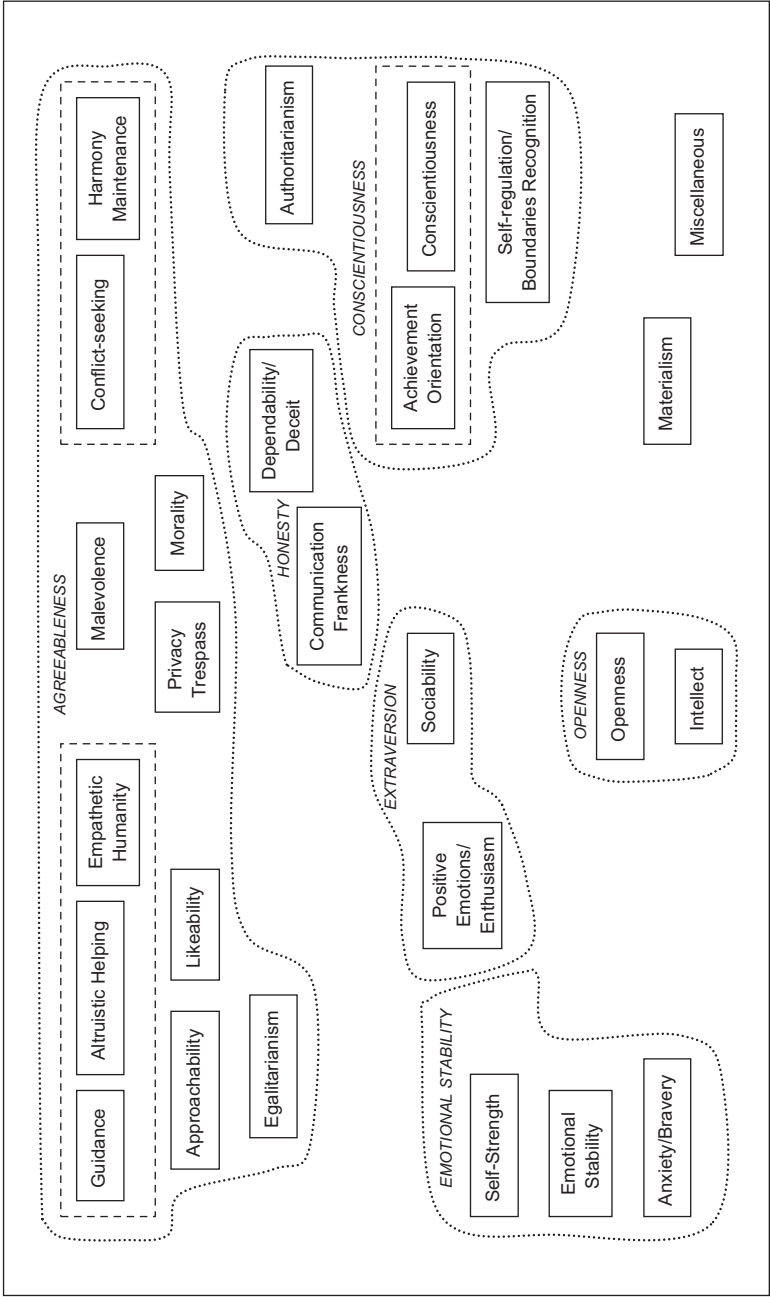 AGREEABLENESS
Guidance
Altruistic Helping
Empathetic
Humanity
Malevolence
Conflict-seeking
Harmony
Maintenance
Approachability
Likeability
Privacy
Trespass
Morality
Egalitarianism
HONESTY
Communication
Frankness
Dependability/
Deceit
Authoritarianism
CONSCIENTIOUSNESS
Achievement
Orientation
Conscientiousness
Self-regulation/
Boundaries Recognition
EXTRAVERSION
Positive
Emotions/
Enthusiasm
Sociability
EMOTIONAL STABILITY
Self-Strength
Emotional
Stability
Anxiety/Bravery
OPENNESS
Openness
Intellect
Materialism
Miscellaneous